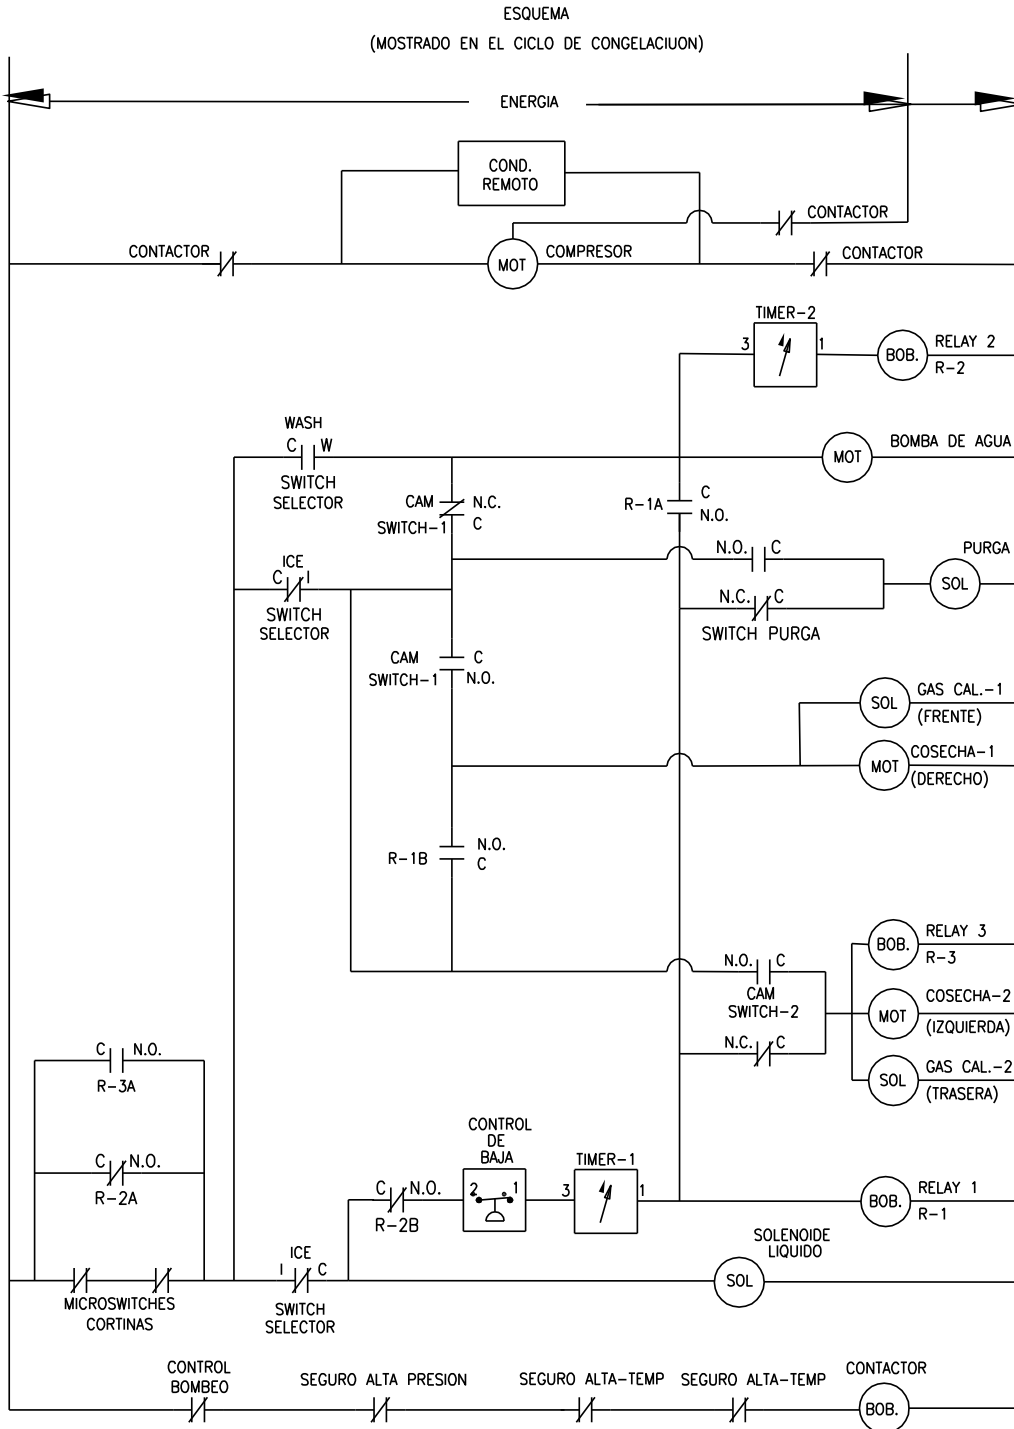 ESQUEMA
(MOSTRADO EN EL CICLO DE CONGELACIUON)
ENERGIA
COND.
REMOTO
CONTACTOR
CONTACTOR
MOT
COMPRESOR
CONTACTOR
TIMER-2
3
1
BOB.
RELAY 2
R-2
WASH
C
W
SWITCH
SELECTOR
MOT
BOMBA DE AGUA
CAM
SWITCH-1
N.C.
C
R-1A
C
N.O.
N.O.
C
PURGA
SOL
ICE
C
I
SWITCH
SELECTOR
N.C.
C
SWITCH PURGA
CAM
SWITCH-1
C
N.O.
SOL
GAS CAL.-1
(FRENTE)
MOT
COSECHA-1
(DERECHO)
R-1B
N.O.
C
BOB.
RELAY 3
R-3
N.O.
C
CAM
SWITCH-2
MOT
COSECHA-2
(IZQUIERDA)
N.C.
C
SOL
GAS CAL.-2
(TRASERA)
C
N.O.
R-3A
C
N.O.
R-2A
CONTROL
DE
BAJA
2
1
TIMER-1
3
1
C
N.O.
R-2B
BOB.
RELAY 1
R-1
SOLENOIDE
LIQUIDO
SOL
ICE
I
C
SWITCH
SELECTOR
MICROSWITCHES
CORTINAS
CONTROL
BOMBEO
SEGURO ALTA PRESION
SEGURO ALTA-TEMP
SEGURO ALTA-TEMP
CONTACTOR
BOB.